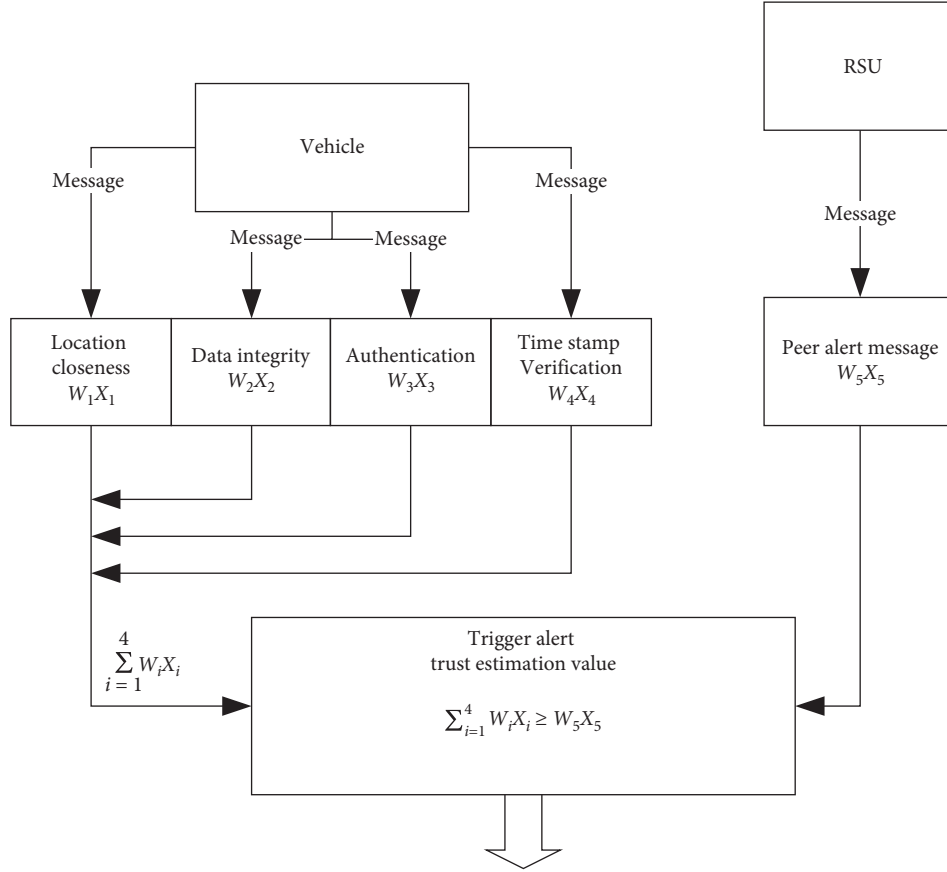 RSU
Vehicle
Message
Message
Message
Message
Message
Location
closeness
W₁X₁
Data integrity
W₂X₂
Authentication
W₃X₃
Time stamp
Verification
W₄X₄
Peer alert message
W₅X₅
4
∑ WᵢXᵢ
i = 1
Trigger alert
trust estimation value
∑⁴ᵢ₌₁ WᵢXᵢ ≥ W₅X₅